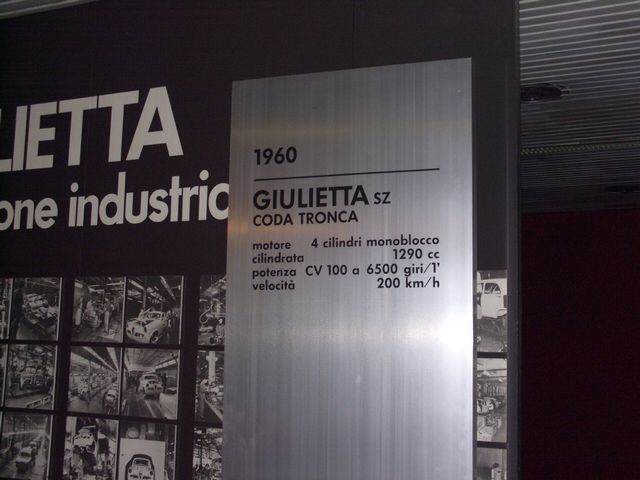 LIETTA
one industric
1960
GIULIETTA SZ
CODA TRONCA
motore 4 cilindri monoblocco
cilindrata 1290 cc
potenza CV 100 a 6500 giri/1'
velocità 200 km/h